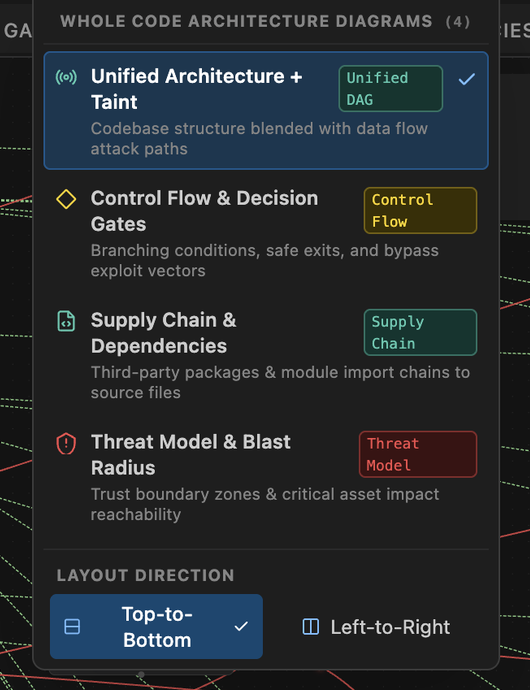 GA
WHOLE CODE ARCHITECTURE DIAGRAMS (4)
IES
Unified Architecture +
Taint
Unified
DAG
Codebase structure blended with data flow
attack paths
Control Flow & Decision
Gates
Control
Flow
Branching conditions, safe exits, and bypass
exploit vectors
Supply Chain &
Dependencies
Supply
Chain
Third-party packages & module import chains to
source files
Threat Model & Blast
Radius
Threat
Model
Trust boundary zones & critical asset impact
reachability
LAYOUT DIRECTION
Top-to-
Bottom
Left-to-Right